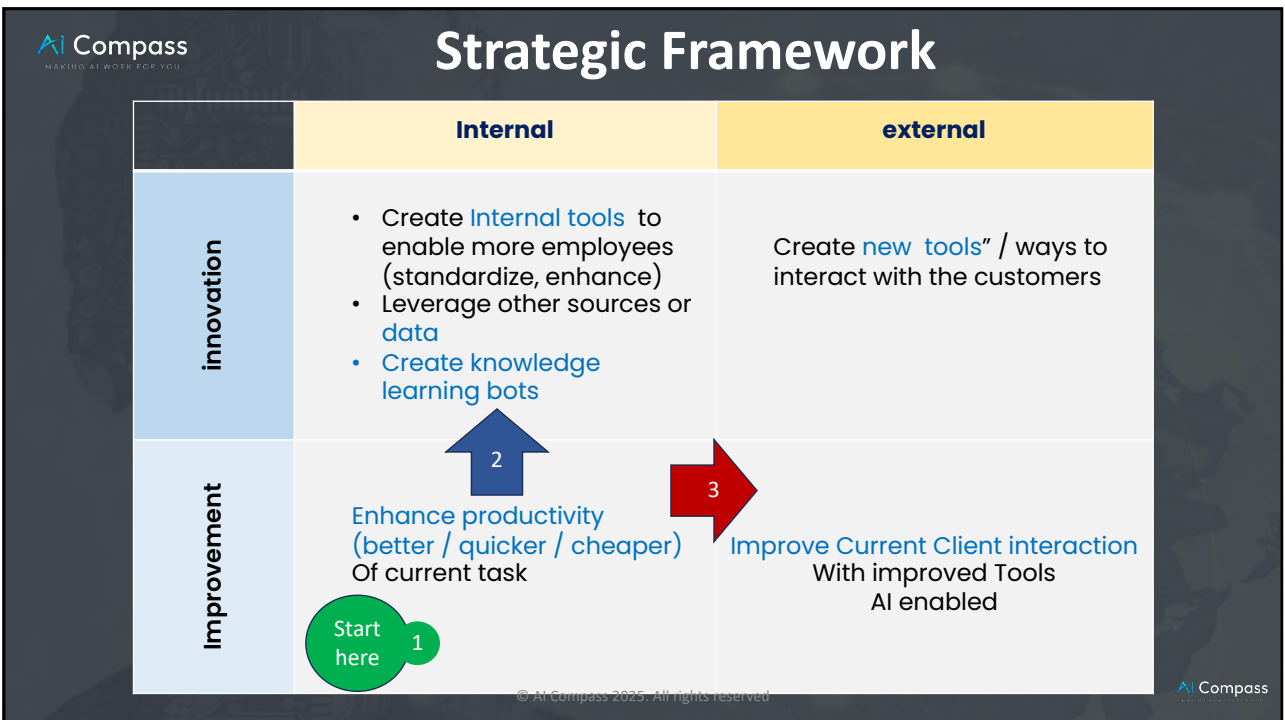 Ai Compass
MAKING AI WORK FOR YOU
Strategic Framework
Internal
external
innovation
• Create Internal tools to
enable more employees
(standardize, enhance)
• Leverage other sources or
data
• Create knowledge
learning bots
Create new tools” / ways to
interact with the customers
Improvement
2
3
Enhance productivity
(better / quicker / cheaper)
Of current task
Improve Current Client interaction
With improved Tools
AI enabled
Start
here
1
© AI Compass 2025. All rights reserved
Ai Compass